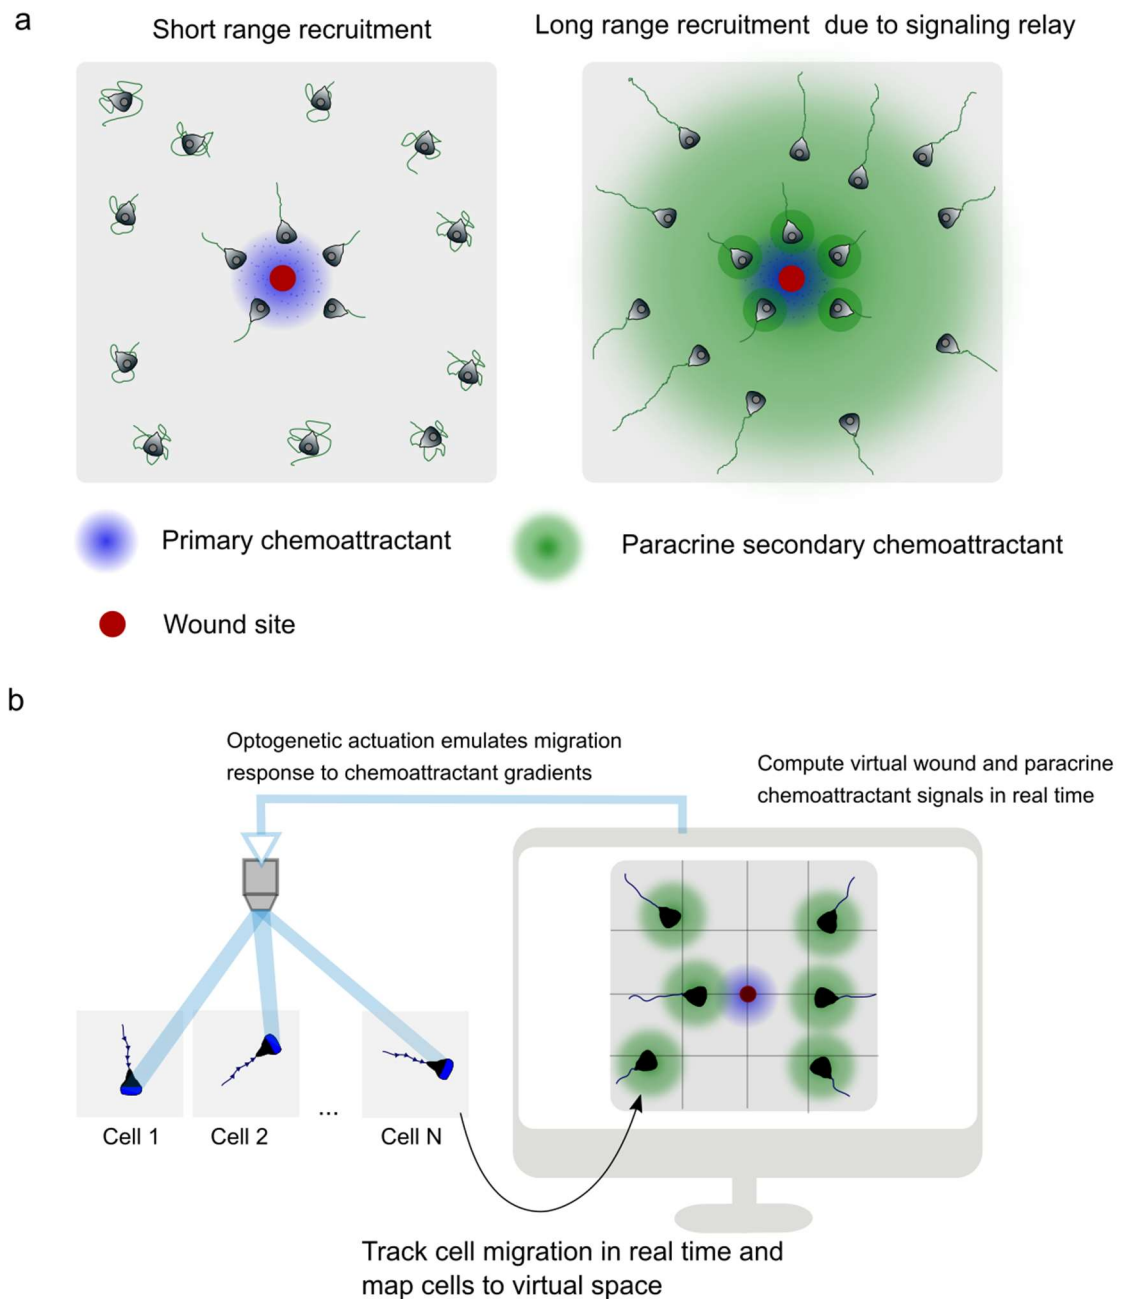 a
Short range recruitment
Long range recruitment due to signaling relay
Primary chemoattractant
Paracrine secondary chemoattractant
Wound site
b
Optogenetic actuation emulates migration
response to chemoattractant gradients
Compute virtual wound and paracrine
chemoattractant signals in real time
Cell 1
Cell 2
...
Cell N
Track cell migration in real time and
map cells to virtual space